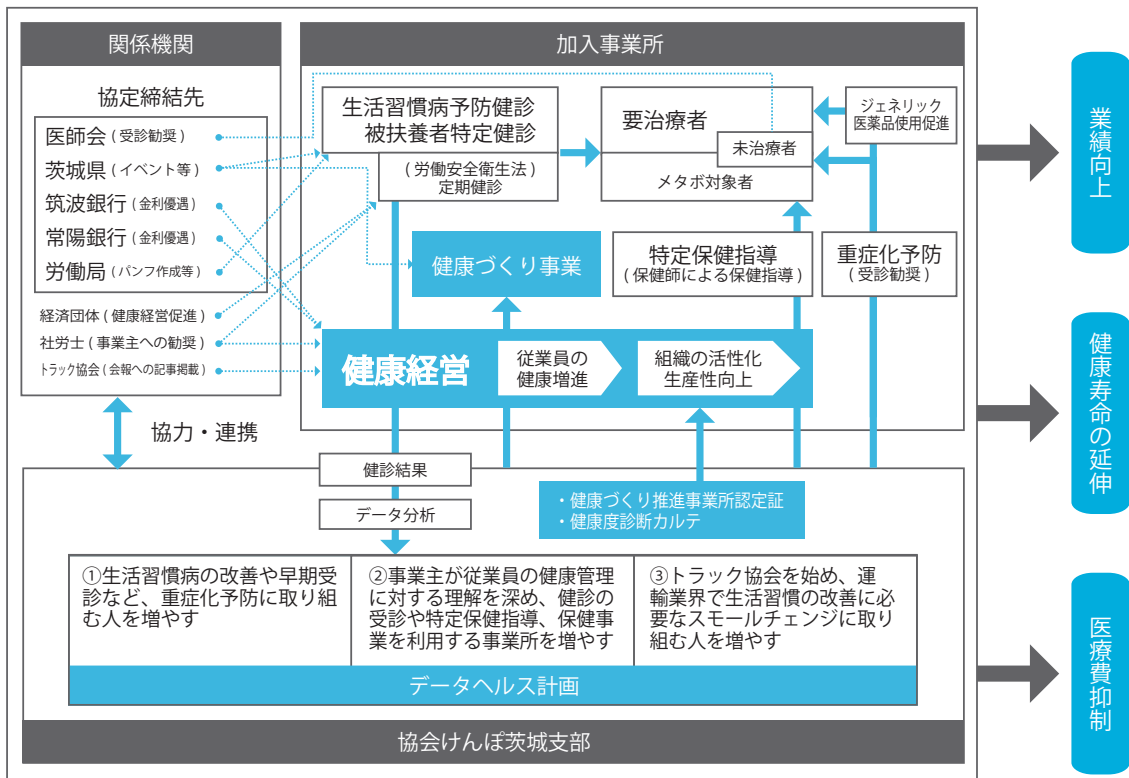 関係機関
協定締結先
医師会 ( 受診勧奨 )
茨城県 ( イベント等 )
筑波銀行 ( 金利優遇 )
常陽銀行 ( 金利優遇 )
労働局 ( パンフ作成等 )
経済団体 ( 健康経営促進 )
社労士 ( 事業主への勧奨 )
トラック協会 ( 会報への記事掲載 )
協力・連携
加入事業所
生活習慣病予防健診
被扶養者特定健診
( 労働安全衛生法 )
定期健診
要治療者
未治療者
メタボ対象者
ジェネリック
医薬品使用促進
健康づくり事業
特定保健指導
( 保健師による保健指導 )
重症化予防
( 受診勧奨 )
健康経営
従業員の
健康増進
組織の活性化
生産性向上
健診結果
データ分析
・健康づくり推進事業所認定証
・健康度診断カルテ
①生活習慣病の改善や早期受
診など、重症化予防に取り組
む人を増やす
②事業主が従業員の健康管理
に対する理解を深め、健診の
受診や特定保健指導、保健事
業を利用する事業所を増やす
③トラック協会を始め、運
輸業界で生活習慣の改善に必
要なスモールチェンジに取り
組む人を増やす
データヘルス計画
協会けんぽ茨城支部
業績向上
健康寿命の延伸
医療費抑制